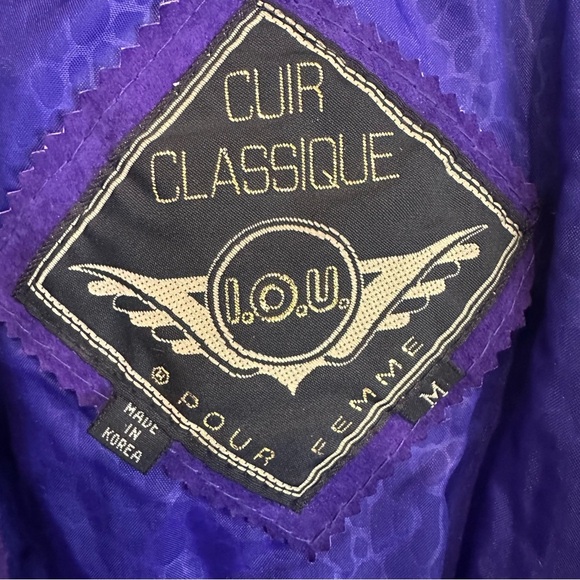 CUIR
CLASSIQUE
I.O.U.
® POUR FEMME
MADE
IN
KOREA
M